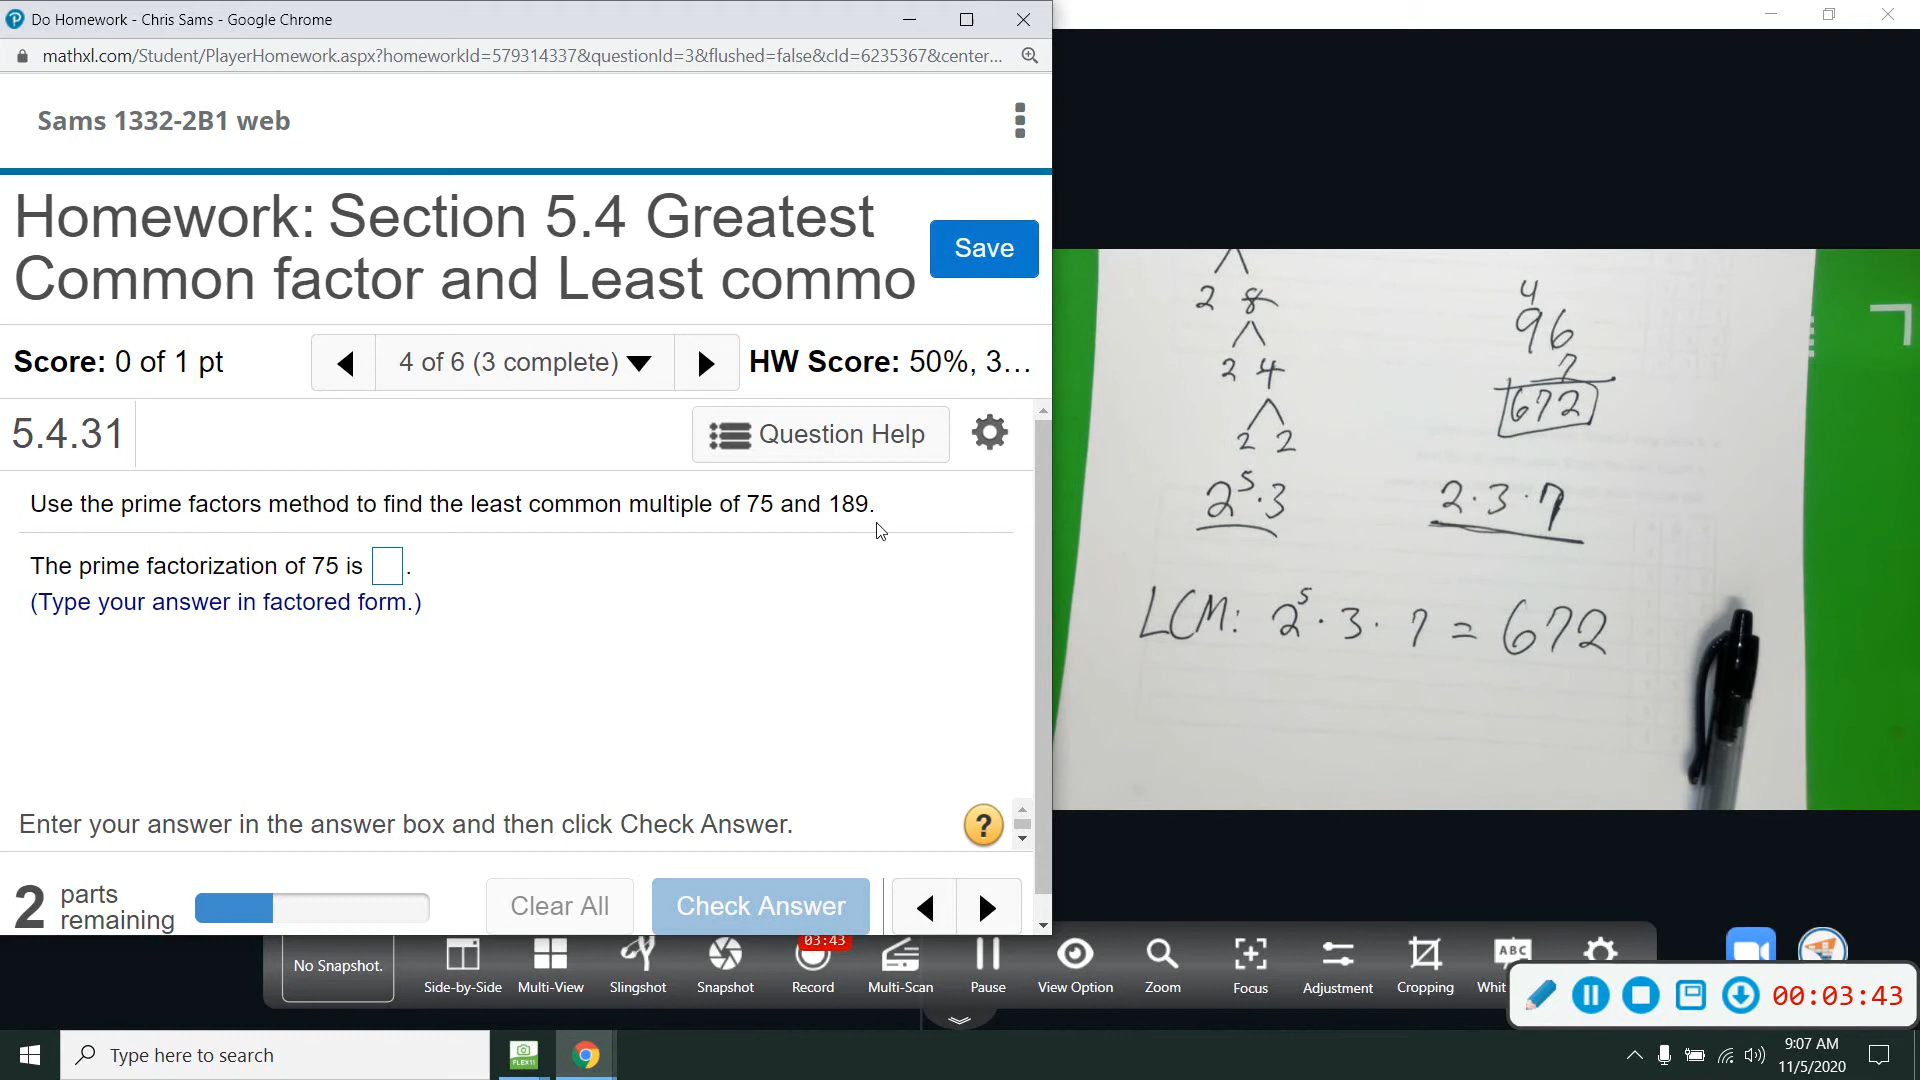 Do Homework - Chris Sams - Google Chrome
mathxl.com/Student/PlayerHomework.aspx?homeworkId=579314337&questionId=3&flushed=false&cId=6235367&center...
Sams 1332-2B1 web
Homework: Section 5.4 Greatest
Common factor and Least commo
Save
Score: 0 of 1 pt
4 of 6 (3 complete)
HW Score: 50%, 3...
5.4.31
Question Help
Use the prime factors method to find the least common multiple of 75 and 189.
The prime factorization of 75 is .
(Type your answer in factored form.)
Enter your answer in the answer box and then click Check Answer.
?
2 parts remaining
Clear All
Check Answer
2 8
2 4
2 2
2^5 · 3
4
96
7
672
2 · 3 · 7
LCM: 2^5 · 3 · 7 = 672
No Snapshot.
Side-by-Side
Multi-View
Slingshot
Snapshot
03:43
Record
Multi-Scan
Pause
View Option
Zoom
Focus
Adjustment
Cropping
ABC
Whit
00:03:43
Type here to search
FLEX11
9:07 AM
11/5/2020